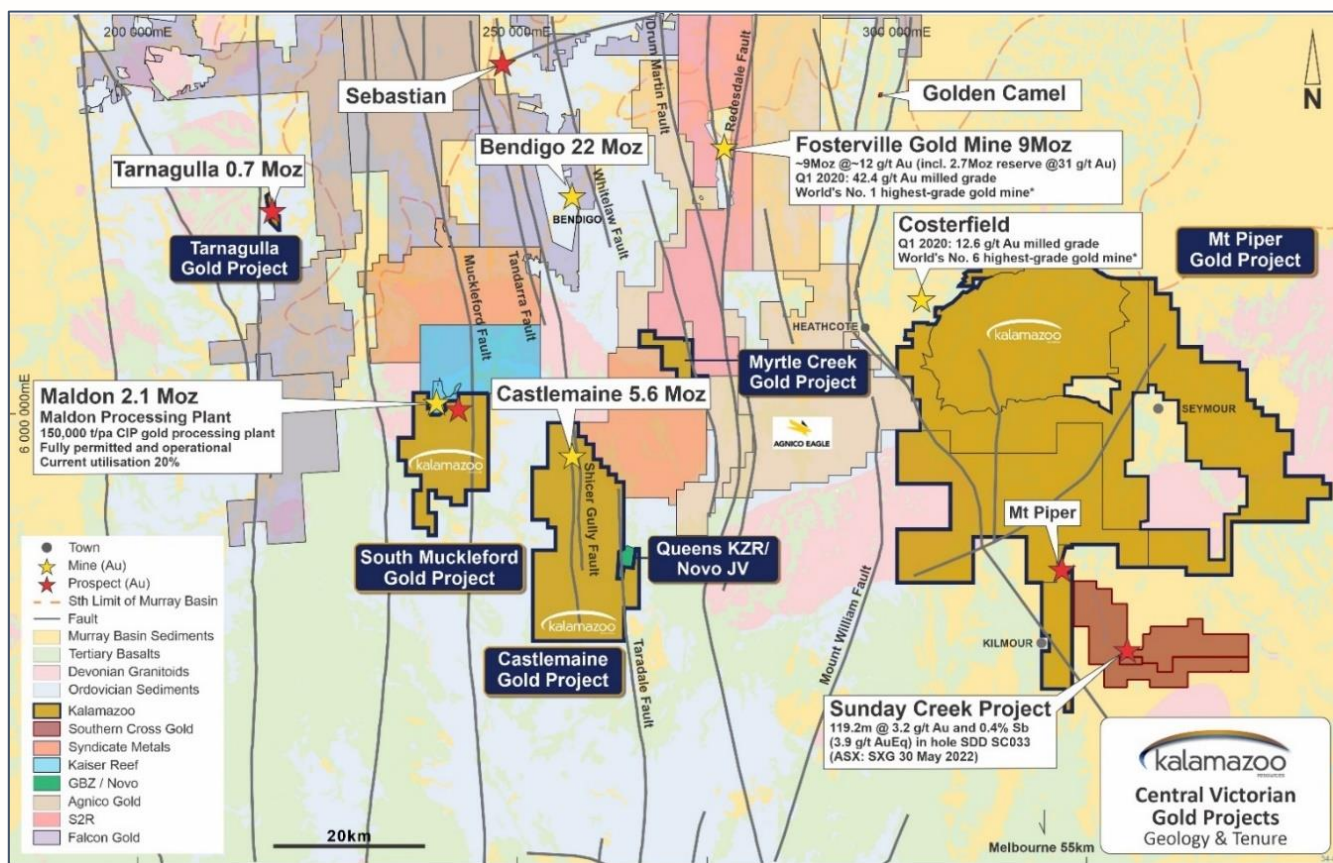 200 000mE
250 000mE
300 000mE
6 000 000mE
N
Drum Martin Fault
Redesdale Fault
Sebastian
Golden Camel
Bendigo 22 Moz
BENDIGO
Whitelaw Fault
Fosterville Gold Mine 9Moz
~9Moz @~12 g/t Au (incl. 2.7Moz reserve @31 g/t Au)
Q1 2020: 42.4 g/t Au milled grade
World's No. 1 highest-grade gold mine*
Tarnagulla 0.7 Moz
Tarnagulla
Gold Project
Costerfield
Q1 2020: 12.6 g/t Au milled grade
World's No. 6 highest-grade gold mine*
Mt Piper
Gold Project
Muckleford Fault
Tandarra Fault
HEATHCOTE
kalamazoo
Myrtle Creek
Gold Project
Maldon 2.1 Moz
Maldon Processing Plant
150,000 t/pa CIP gold processing plant
Fully permitted and operational
Current utilisation 20%
Castlemaine 5.6 Moz
AGNICO EAGLE
SEYMOUR
kalamazoo
Shicer Gully Fault
South Muckleford
Gold Project
Queens KZR/
Novo JV
Mt Piper
kalamazoo
Castlemaine
Gold Project
Taradale Fault
Mount William Fault
KILMOUR
Sunday Creek Project
119.2m @ 3.2 g/t Au and 0.4% Sb
(3.9 g/t AuEq) in hole SDD SC033
(ASX: SXG 30 May 2022)
Town
Mine (Au)
Prospect (Au)
Sth Limit of Murray Basin
Fault
Murray Basin Sediments
Tertiary Basalts
Devonian Granitoids
Ordovician Sediments
Kalamazoo
Southern Cross Gold
Syndicate Metals
Kaiser Reef
GBZ / Novo
Agnico Gold
S2R
Falcon Gold
20km
Melbourne 55km
kalamazoo
RESOURCES
Central Victorian
Gold Projects
Geology & Tenure